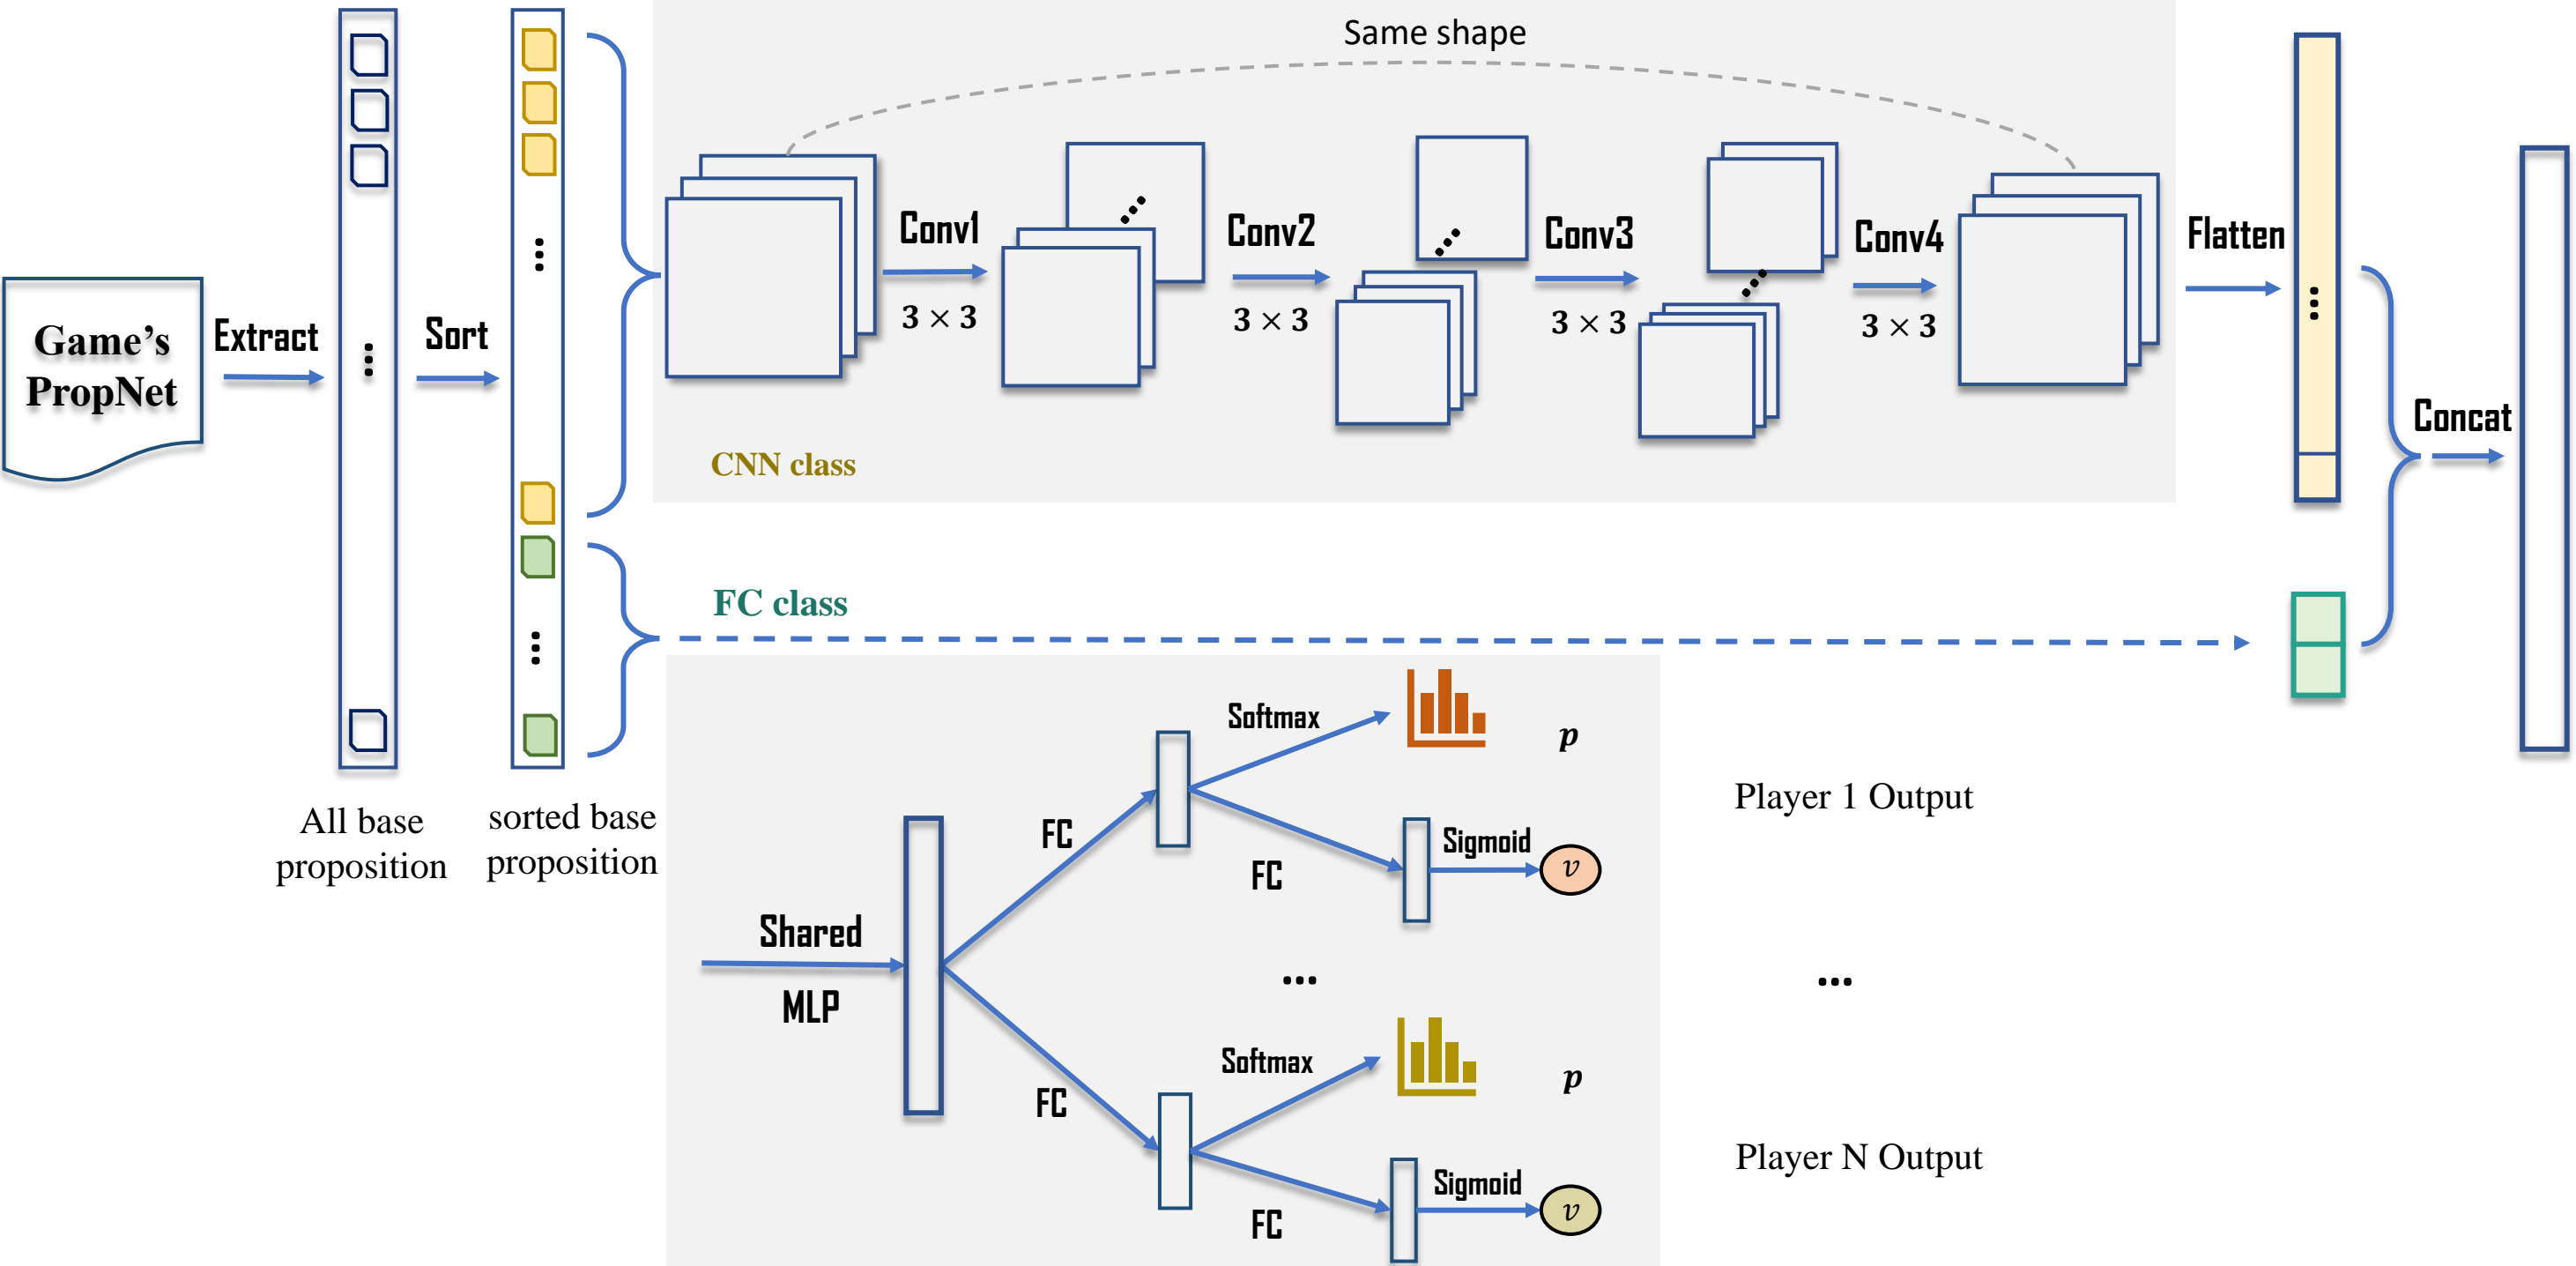 Same shape
Game's
PropNet
Extract
Sort
Conv1
3 × 3
Conv2
3 × 3
Conv3
3 × 3
Conv4
3 × 3
Flatten
Concat
CNN class
FC class
All base
proposition
sorted base
proposition
Shared
MLP
FC
Softmax
p
Player 1 Output
FC
Sigmoid
v
...
...
FC
Softmax
p
Player N Output
FC
Sigmoid
v